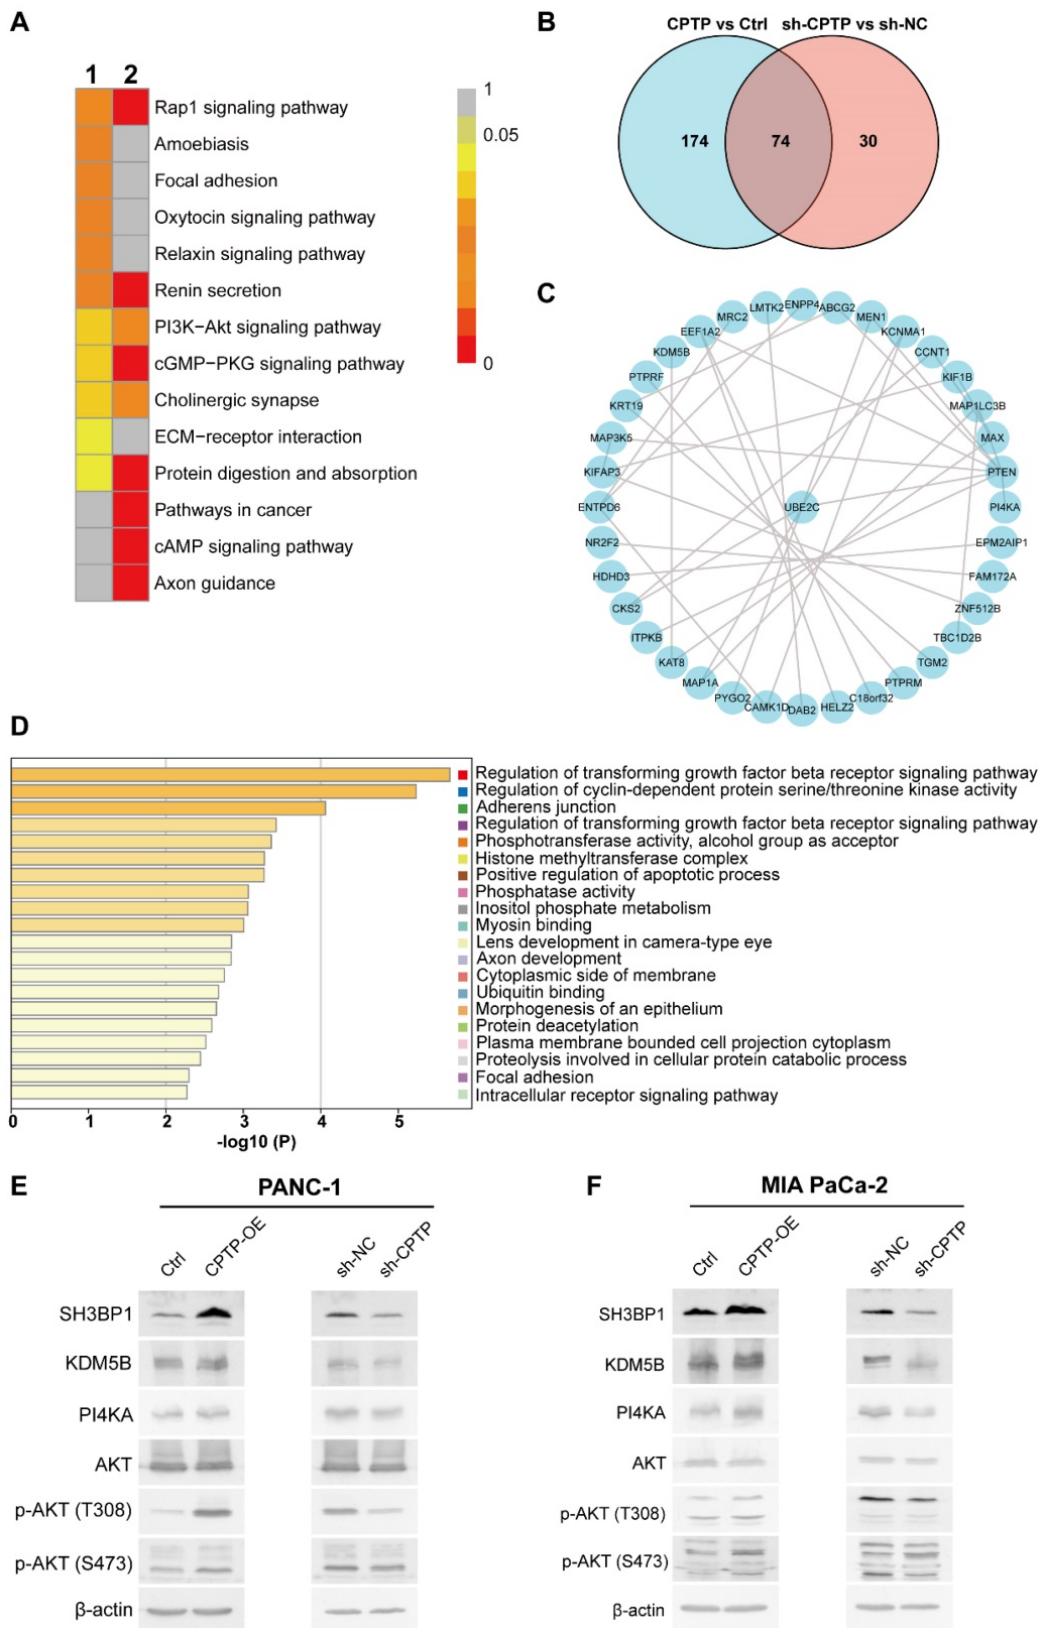 A
1 2
Rap1 signaling pathway
Amoebiasis
Focal adhesion
Oxytocin signaling pathway
Relaxin signaling pathway
Renin secretion
PI3K−Akt signaling pathway
cGMP−PKG signaling pathway
Cholinergic synapse
ECM−receptor interaction
Protein digestion and absorption
Pathways in cancer
cAMP signaling pathway
Axon guidance
1
0.05
0
B
CPTP vs Ctrl sh-CPTP vs sh-NC
174 74 30
C
LMTK2
ENPP4
ABCG2
MRC2
MEN1
EEF1A2
KCNMA1
KDM5B
CCNT1
PTPRF
KIF1B
KRT19
MAP1LC3B
MAP3K5
MAX
KIFAP3
PTEN
ENTPD6
UBE2C
PI4KA
NR2F2
EPM2AIP1
HDHD3
FAM172A
CKS2
ZNF512B
ITPKB
TBC1D2B
KAT8
TGM2
MAP1A
PTPRM
PYGO2
C18orf32
CAMK1D
DAB2
HELZ2
D
Regulation of transforming growth factor beta receptor signaling pathway
Regulation of cyclin-dependent protein serine/threonine kinase activity
Adherens junction
Regulation of transforming growth factor beta receptor signaling pathway
Phosphotransferase activity, alcohol group as acceptor
Histone methyltransferase complex
Positive regulation of apoptotic process
Phosphatase activity
Inositol phosphate metabolism
Myosin binding
Lens development in camera-type eye
Axon development
Cytoplasmic side of membrane
Ubiquitin binding
Morphogenesis of an epithelium
Protein deacetylation
Plasma membrane bounded cell projection cytoplasm
Proteolysis involved in cellular protein catabolic process
Focal adhesion
Intracellular receptor signaling pathway
0 1 2 3 4 5
-log10 (P)
E
PANC-1
Ctrl CPTP-OE sh-NC sh-CPTP
SH3BP1
KDM5B
PI4KA
AKT
p-AKT (T308)
p-AKT (S473)
β-actin
F
MIA PaCa-2
Ctrl CPTP-OE sh-NC sh-CPTP
SH3BP1
KDM5B
PI4KA
AKT
p-AKT (T308)
p-AKT (S473)
β-actin